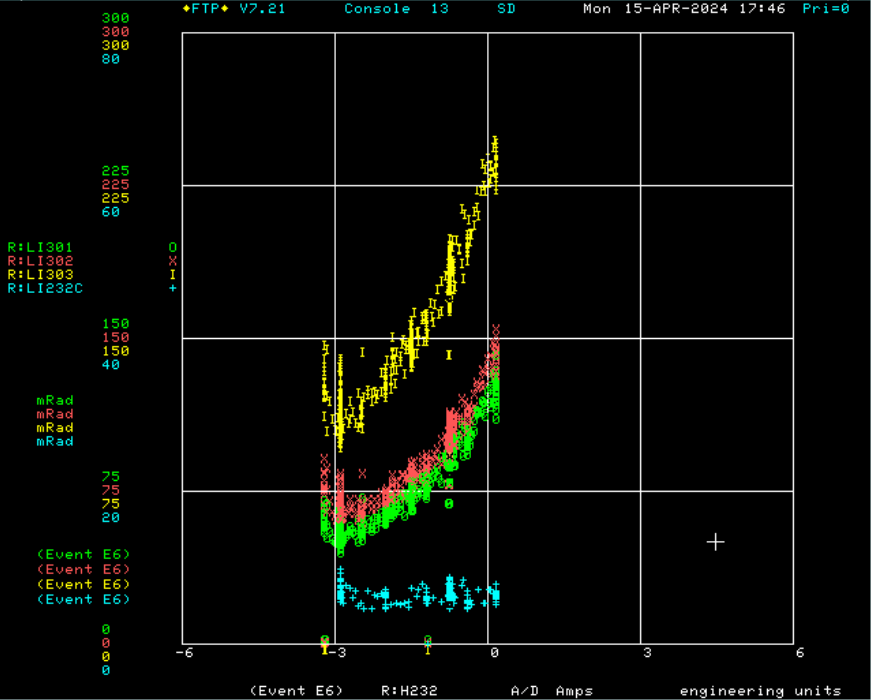 300 ♦FTP♦ V7.21 Console 13 SD Mon 15-APR-2024 17:46 Pri=0
300
300
80
225
225
225
60
R:LI301 O
R:LI302 X
R:LI303 I
R:LI232C +
150
150
150
40
mRad
mRad
mRad
mRad
75
75
75
20
(Event E6)
(Event E6)
(Event E6)
(Event E6)
0
0
0
0
-6 -3 0 3 6
(Event E6) R:H232 A/D Amps engineering units